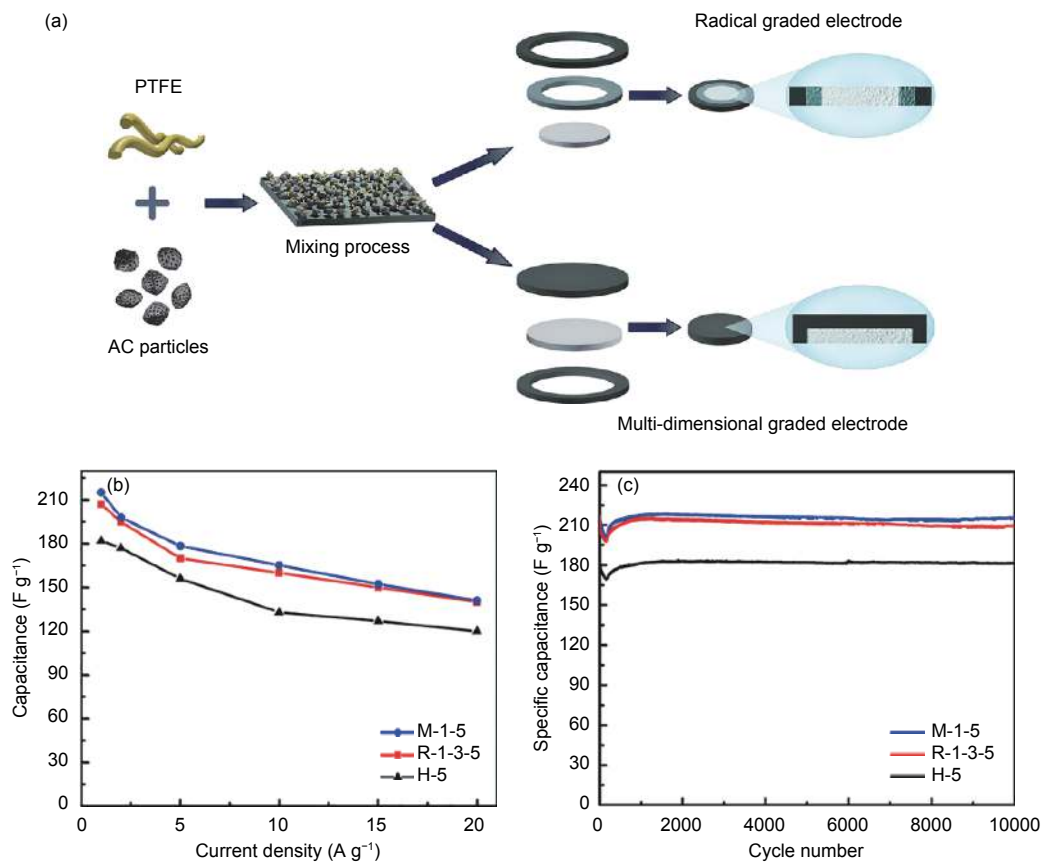 (a)
Radical graded electrode
PTFE
Mixing process
AC particles
Multi-dimensional graded electrode
(b)
210
180
150
120
90
60
30
0
Capacitance (F g⁻¹)
M-1-5
R-1-3-5
H-5
0 5 10 15 20
Current density (A g⁻¹)
(c)
240
210
180
150
120
90
60
30
0
Specific capacitance (F g⁻¹)
M-1-5
R-1-3-5
H-5
0 2000 4000 6000 8000 10000
Cycle number